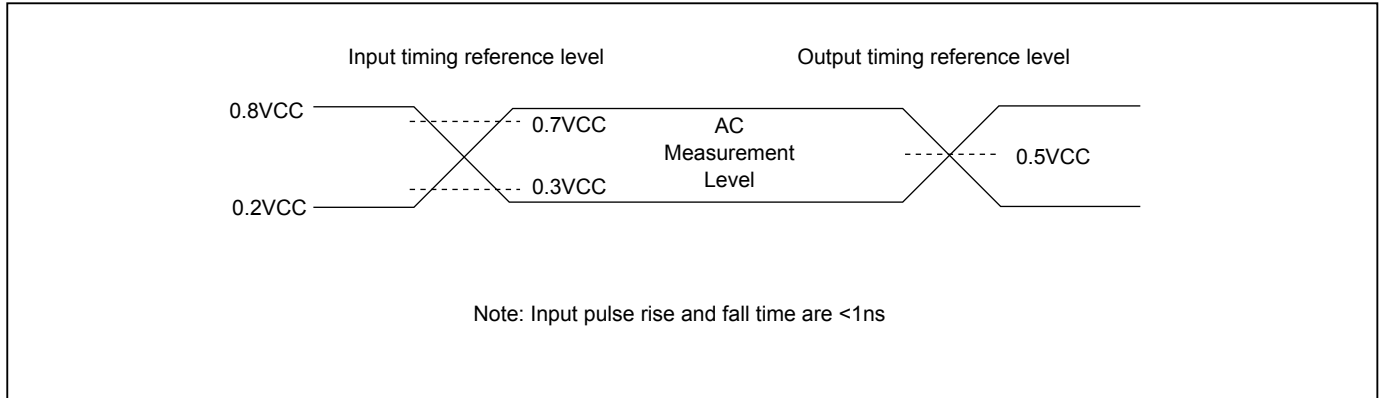 Input timing reference level
Output timing reference level
0.8VCC
0.7VCC
AC
Measurement
Level
0.5VCC
0.3VCC
0.2VCC
Note: Input pulse rise and fall time are <1ns